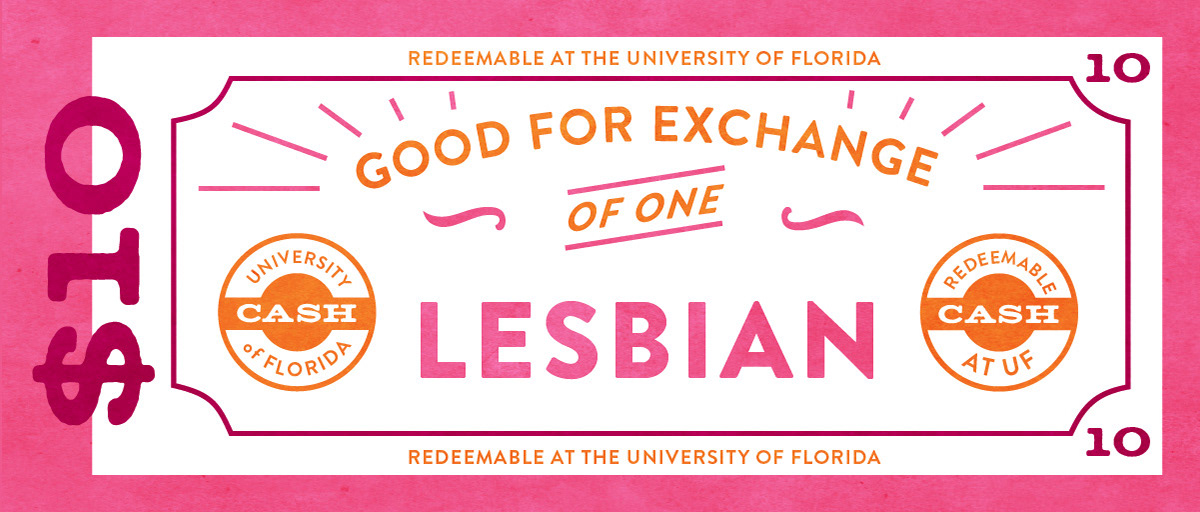 REDEEMABLE AT THE UNIVERSITY OF FLORIDA
10
$10
GOOD FOR EXCHANGE
OF ONE
LESBIAN
UNIVERSITY
CASH
of FLORIDA
REDEEMABLE
CASH
AT UF
10
REDEEMABLE AT THE UNIVERSITY OF FLORIDA